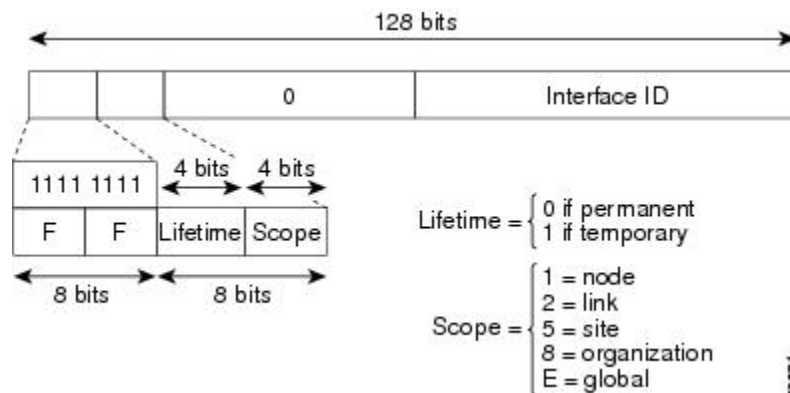 128 bits
0 Interface ID
4 bits 4 bits
1111 1111
F F Lifetime Scope
8 bits 8 bits
Lifetime = 0 if permanent
1 if temporary
Scope = 1 = node
2 = link
5 = site
8 = organization
E = global